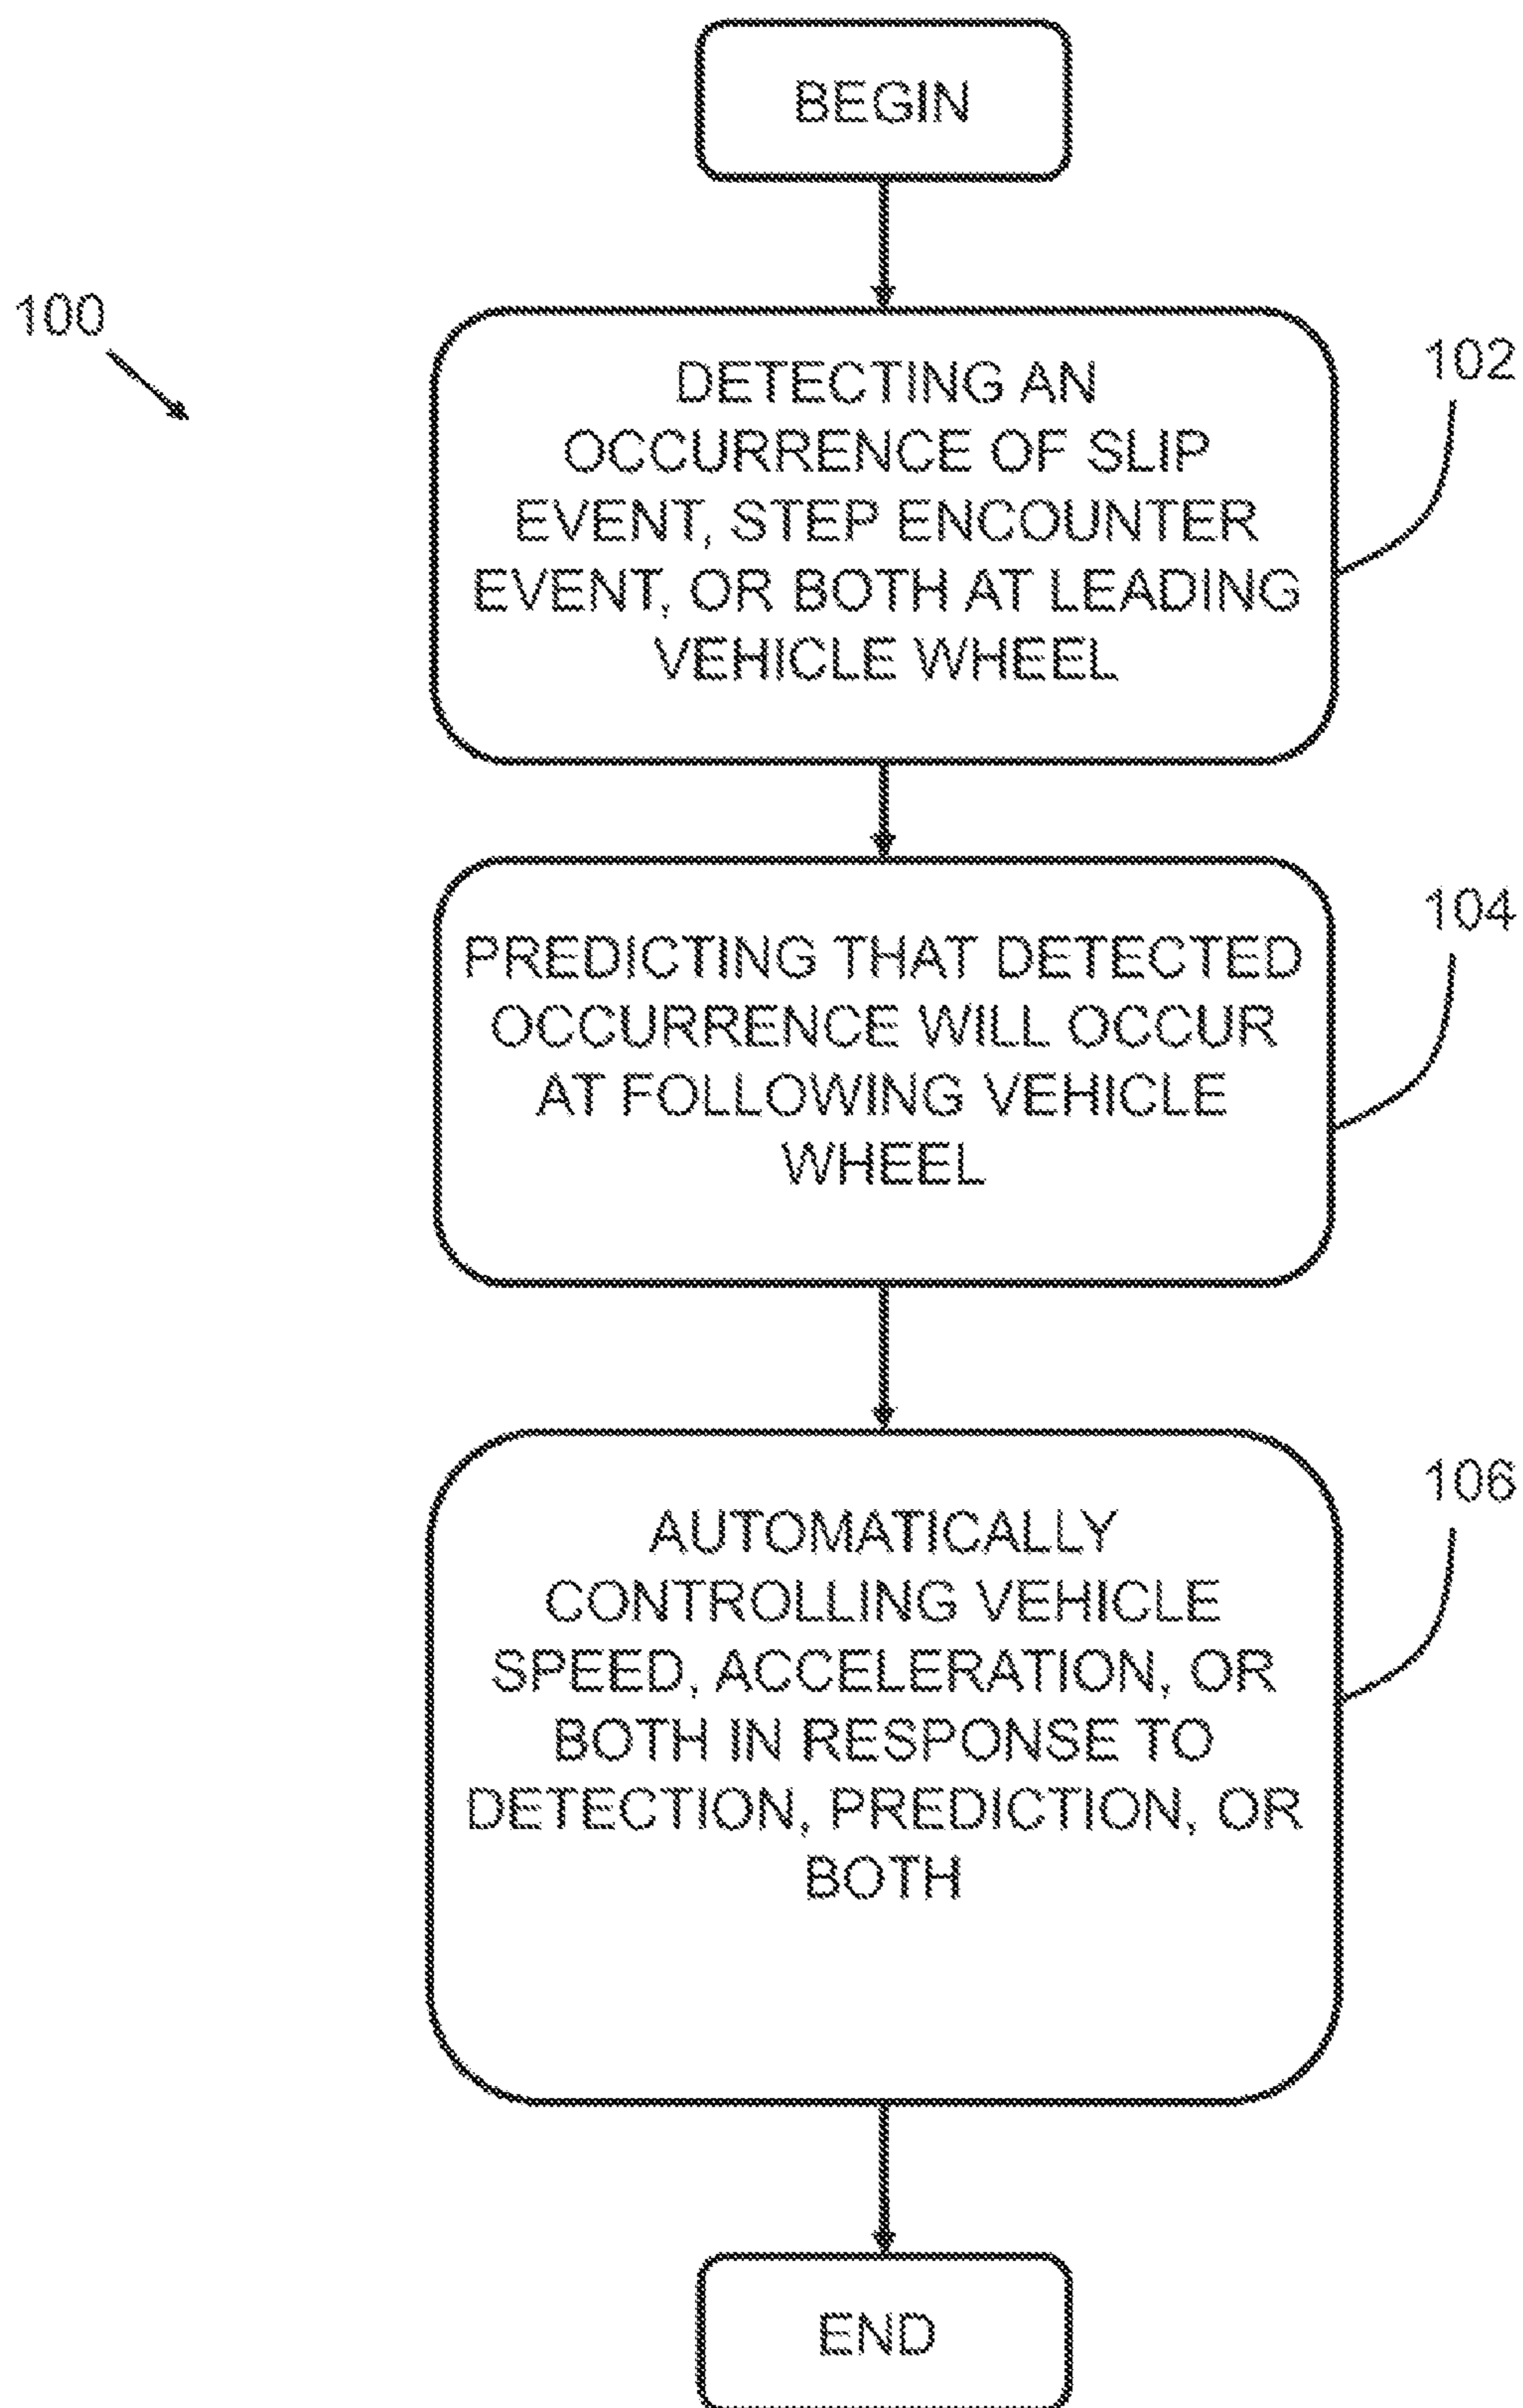 BEGIN
100
DETECTING AN
OCCURRENCE OF SLIP
EVENT, STEP ENCOUNTER
EVENT, OR BOTH AT LEADING
VEHICLE WHEEL
102
PREDICTING THAT DETECTED
OCCURRENCE WILL OCCUR
AT FOLLOWING VEHICLE
WHEEL
104
AUTOMATICALLY
CONTROLLING VEHICLE
SPEED, ACCELERATION, OR
BOTH IN RESPONSE TO
DETECTION, PREDICTION, OR
BOTH
106
END